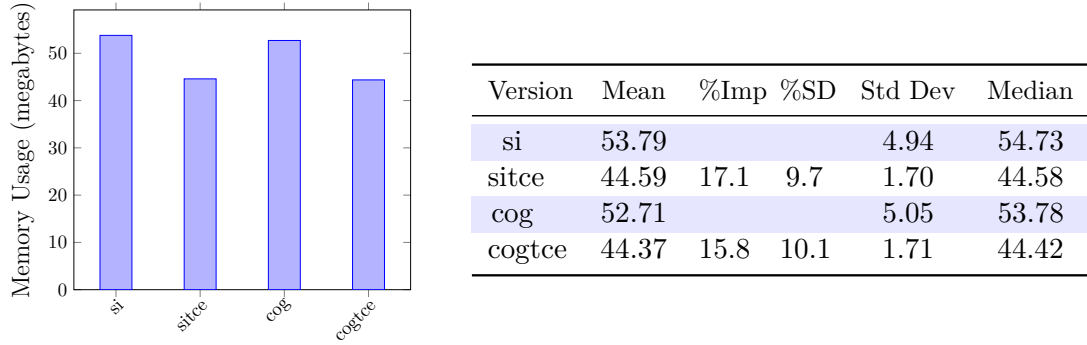 Memory Usage (megabytes)
50
40
30
20
10
0
si
sitce
cog
cogtce
Version Mean %Imp %SD Std Dev Median
si 53.79 4.94 54.73
sitce 44.59 17.1 9.7 1.70 44.58
cog 52.71 5.05 53.78
cogtce 44.37 15.8 10.1 1.71 44.42